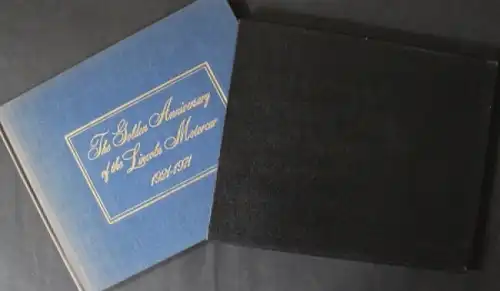 The Golden Anniversary
of the Lincoln Motorcar
1921-1971